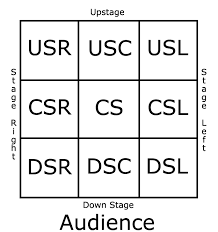 Upstage
USR USC USL
Stage Right
CSR CS CSL
Stage Left
DSR DSC DSL
Down Stage
Audience